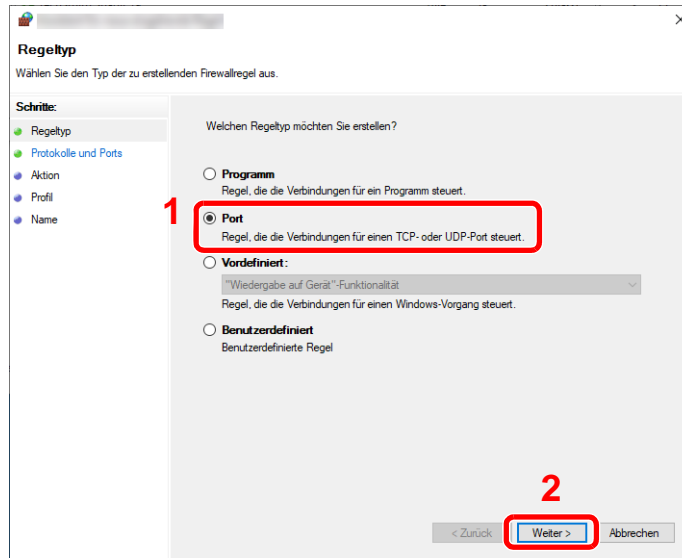 Regeltyp
Wählen Sie den Typ der zu erstellenden Firewallregel aus.
Schritte:
Regeltyp
Protokolle und Ports
Aktion
Profil
Name
Welchen Regeltyp möchten Sie erstellen?
Programm
Regel, die die Verbindungen für ein Programm steuert.
1
Port
Regel, die die Verbindungen für einen TCP- oder UDP-Port steuert.
Vordefiniert:
"Wiedergabe auf Gerät"-Funktionalität
Regel, die die Verbindungen für einen Windows-Vorgang steuert.
Benutzerdefiniert
Benutzerdefinierte Regel
2
< Zurück Weiter > Abbrechen